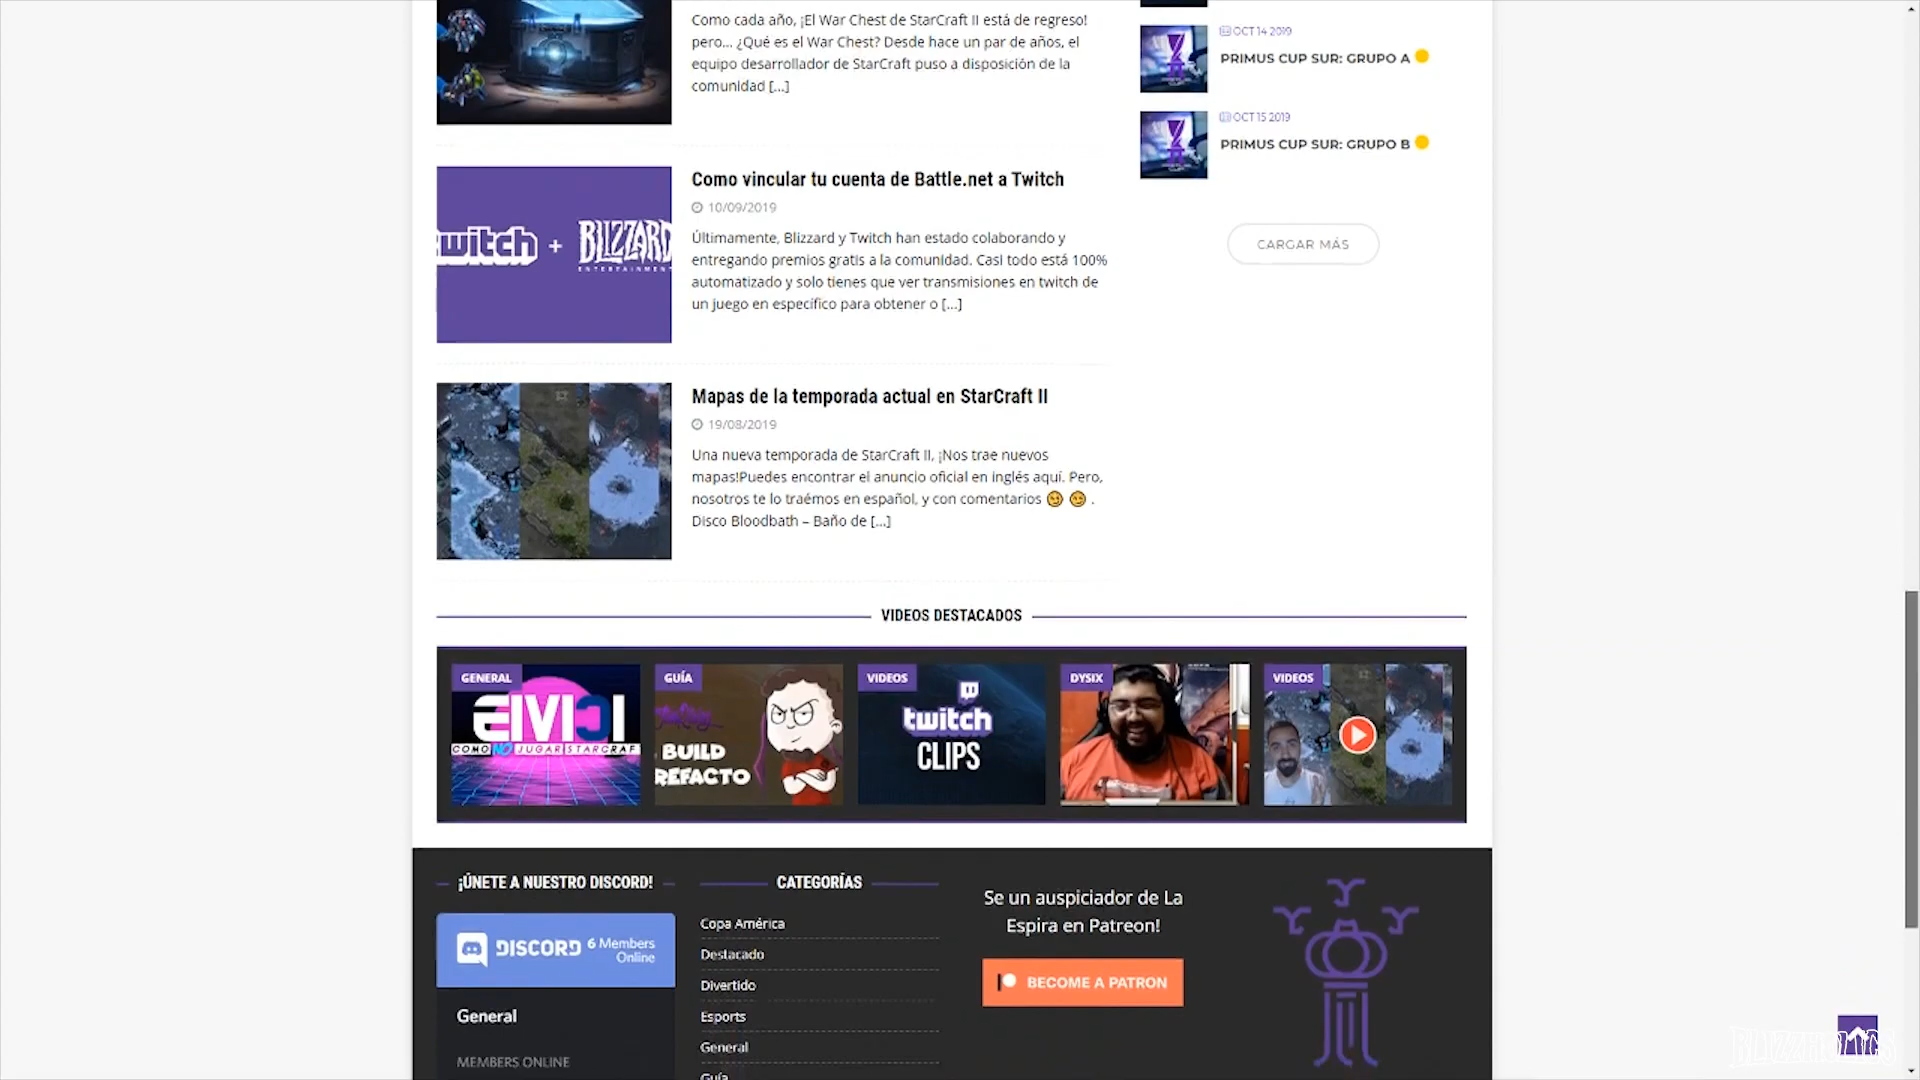 Como cada año, ¡El War Chest de StarCraft II está de regreso!
pero... ¿Qué es el War Chest? Desde hace un par de años, el
equipo desarrollador de StarCraft puso a disposición de la
comunidad [...]
OCT 14 2019
PRIMUS CUP SUR: GRUPO A
OCT 15 2019
PRIMUS CUP SUR: GRUPO B
CARGAR MÁS
twitch + BLIZZARD
ENTERTAINMENT
Como vincular tu cuenta de Battle.net a Twitch
10/09/2019
Últimamente, Blizzard y Twitch han estado colaborando y
entregando premios gratis a la comunidad. Casi todo está 100%
automatizado y solo tienes que ver transmisiones en twitch de
un juego en específico para obtener o [...]
Mapas de la temporada actual en StarCraft II
19/08/2019
Una nueva temporada de StarCraft II, ¡Nos trae nuevos
mapas!Puedes encontrar el anuncio oficial en inglés aquí. Pero,
nosotros te lo traémos en español, y con comentarios 😏 😏 .
Disco Bloodbath – Baño de [...]
VIDEOS DESTACADOS
GENERAL
COMO NO JUGAR STARCRAF
GUÍA
BUILD
REFACTO
VIDEOS
twitch
CLIPS
DYSIX
VIDEOS
¡ÚNETE A NUESTRO DISCORD!
DISCORD 6 Members
Online
General
MEMBERS ONLINE
CATEGORÍAS
Copa América
Destacado
Divertido
Esports
General
Guía
Se un auspiciador de La
Espira en Patreon!
BECOME A PATRON